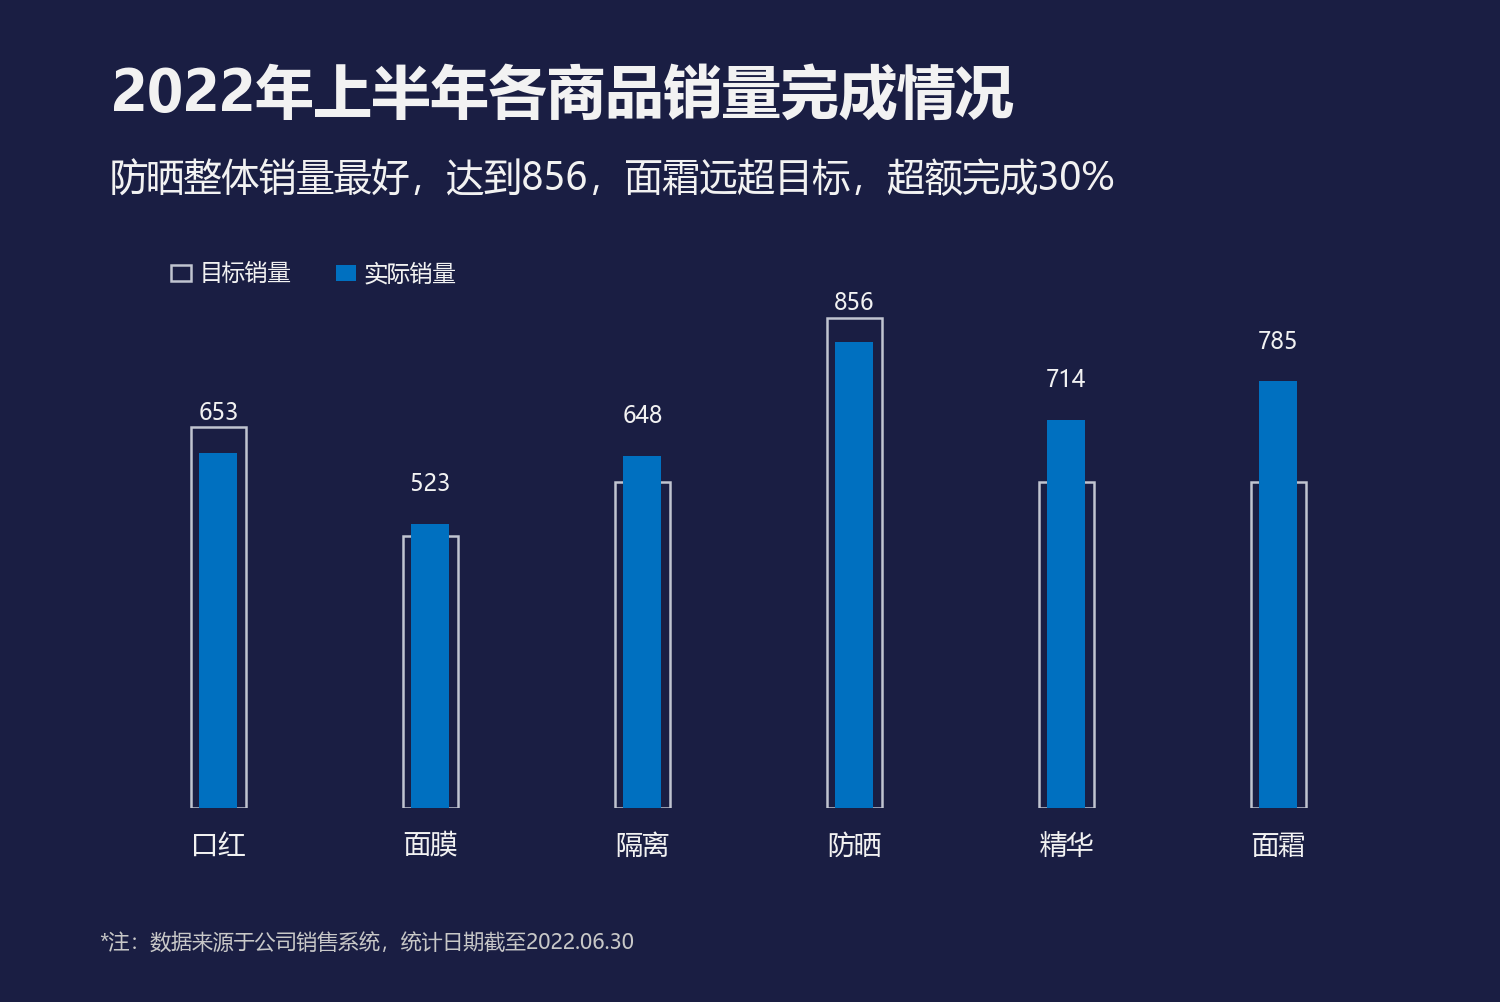 2022年上半年各商品销量完成情况
防晒整体销量最好，达到856，面霜远超目标，超额完成30%
目标销量 实际销量
653 523 648 856 714 785
口红 面膜 隔离 防晒 精华 面霜
*注：数据来源于公司销售系统，统计日期截至2022.06.30